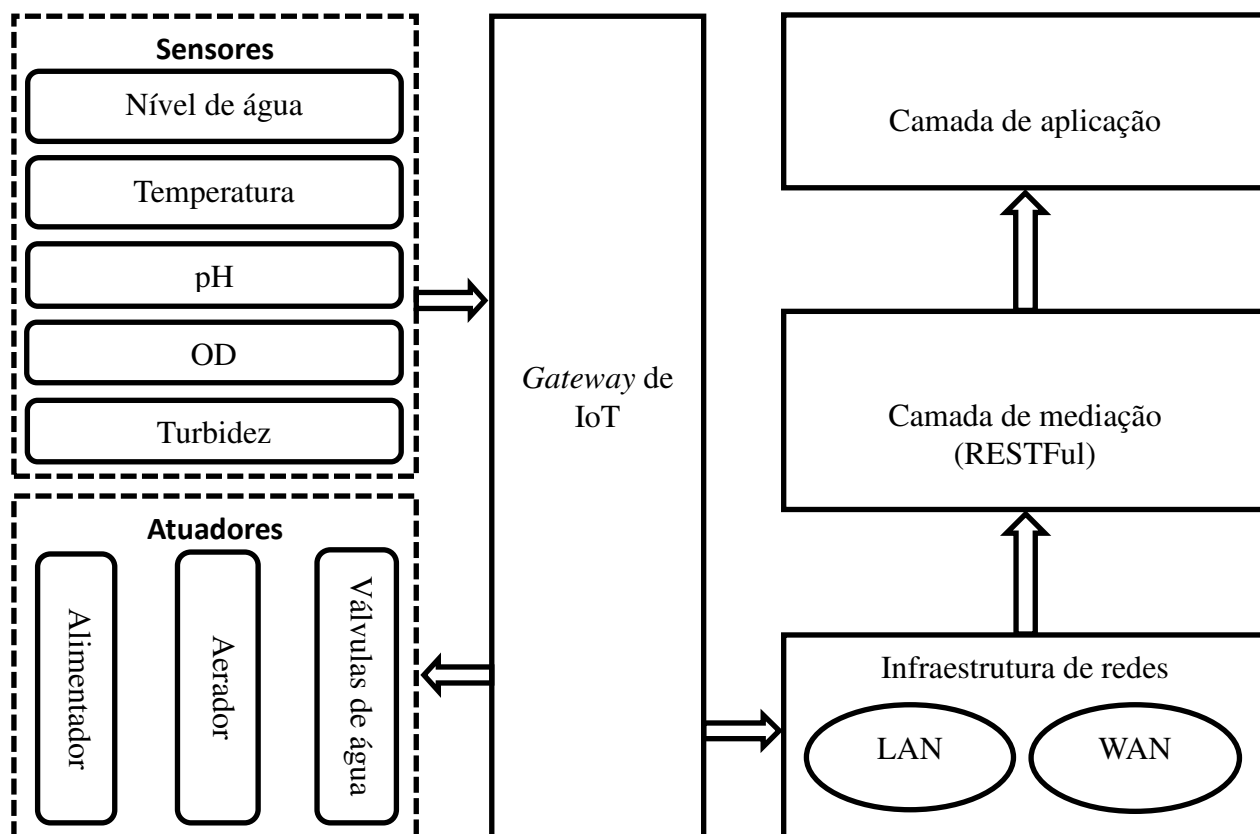 Sensores
Nível de água
Temperatura
pH
OD
Turbidez
Atuadores
Alimentador
Aerador
Válvulas de água
Gateway de
IoT
Camada de aplicação
Camada de mediação
(RESTFul)
Infraestrutura de redes
LAN
WAN